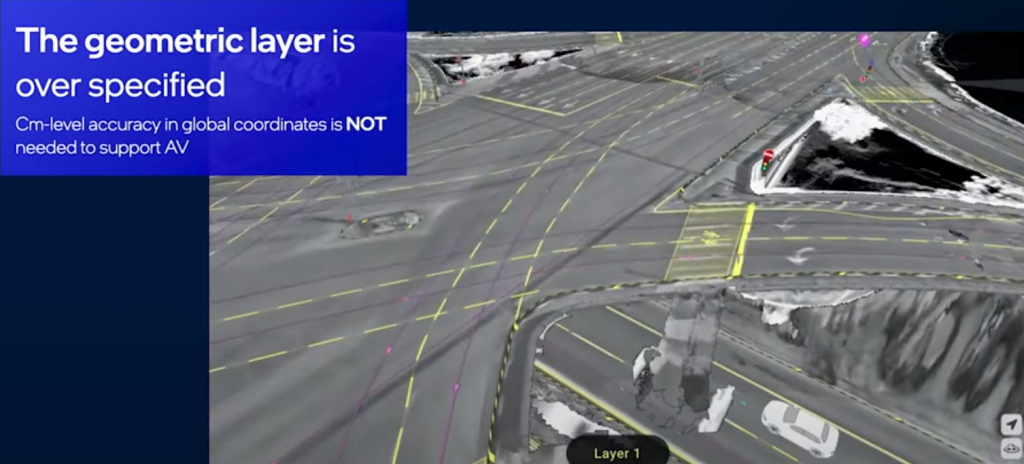 The geometric layer is
over specified
Cm-level accuracy in global coordinates is NOT
needed to support AV
Layer 1